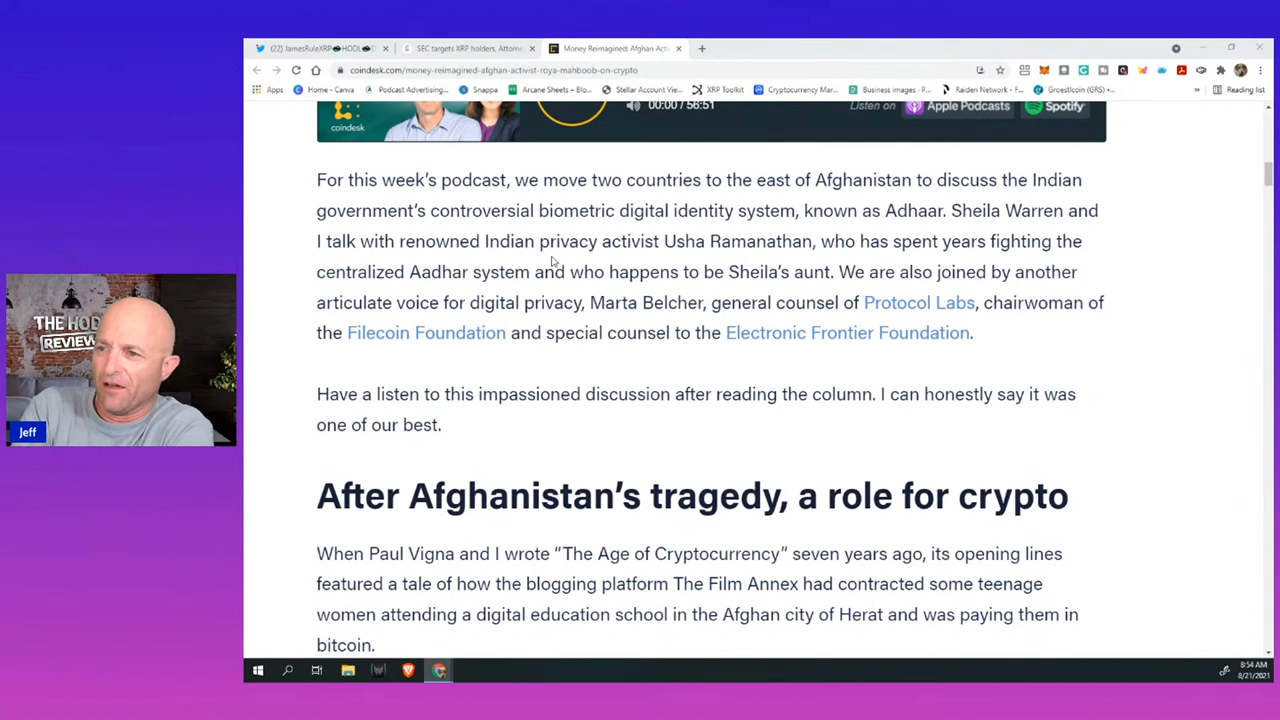 (22) JamesRuleXRP HODL
SEC targets XRP holders, Attorne
Money Reimagined: Afghan Acti
coindesk.com/money-reimagined-afghan-activist-roya-mahboob-on-crypto
Apps
Home - Canva
Podcast Advertising...
Snappa
Arcane Sheets – Blo...
Stellar Account Vie...
XRP Toolkit
Cryptocurrency Mar...
Business images - P...
Raiden Network - F...
Groestlcoin (GRS) •...
»
Reading list
coindesk
00:00 / 56:51
Listen on
Apple Podcasts
Spotify
For this week’s podcast, we move two countries to the east of Afghanistan to discuss the Indian
government’s controversial biometric digital identity system, known as Adhaar. Sheila Warren and
I talk with renowned Indian privacy activist Usha Ramanathan, who has spent years fighting the
centralized Aadhar system and who happens to be Sheila’s aunt. We are also joined by another
articulate voice for digital privacy, Marta Belcher, general counsel of Protocol Labs, chairwoman of
the Filecoin Foundation and special counsel to the Electronic Frontier Foundation.
Have a listen to this impassioned discussion after reading the column. I can honestly say it was
one of our best.
After Afghanistan’s tragedy, a role for crypto
When Paul Vigna and I wrote “The Age of Cryptocurrency” seven years ago, its opening lines
featured a tale of how the blogging platform The Film Annex had contracted some teenage
women attending a digital education school in the Afghan city of Herat and was paying them in
bitcoin.
THE HOD
REVIEW
Jeff
8:54 AM
8/21/2021